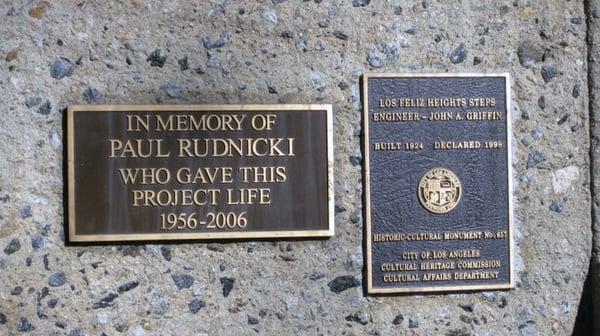 IN MEMORY OF
PAUL RUDNICKI
WHO GAVE THIS
PROJECT LIFE
1956-2006
LOS FELIZ HEIGHTS STEPS
ENGINEER - JOHN A. GRIFFIN
BUILT 1924 DECLARED 1998
HISTORIC-CULTURAL MONUMENT No. 657
CITY OF LOS ANGELES
CULTURAL HERITAGE COMMISSION
CULTURAL AFFAIRS DEPARTMENT